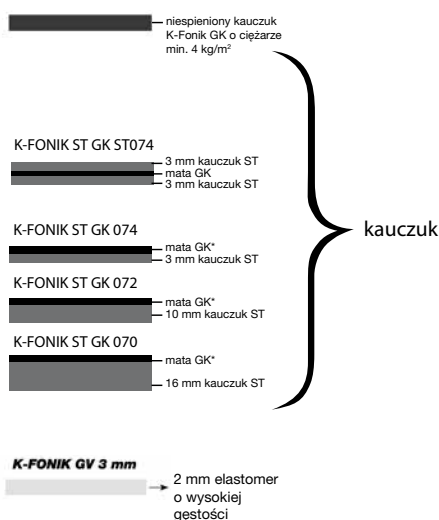 niespieniony kauczuk
K-Fonik GK o ciężarze
min. 4 kg/m²
K-FONIK ST GK ST074
3 mm kauczuk ST
mata GK
3 mm kauczuk ST
K-FONIK ST GK 074
mata GK*
3 mm kauczuk ST
kauczuk
K-FONIK ST GK 072
mata GK*
10 mm kauczuk ST
K-FONIK ST GK 070
mata GK*
16 mm kauczuk ST
K-FONIK GV 3 mm
2 mm elastomer
o wysokiej
gęstości